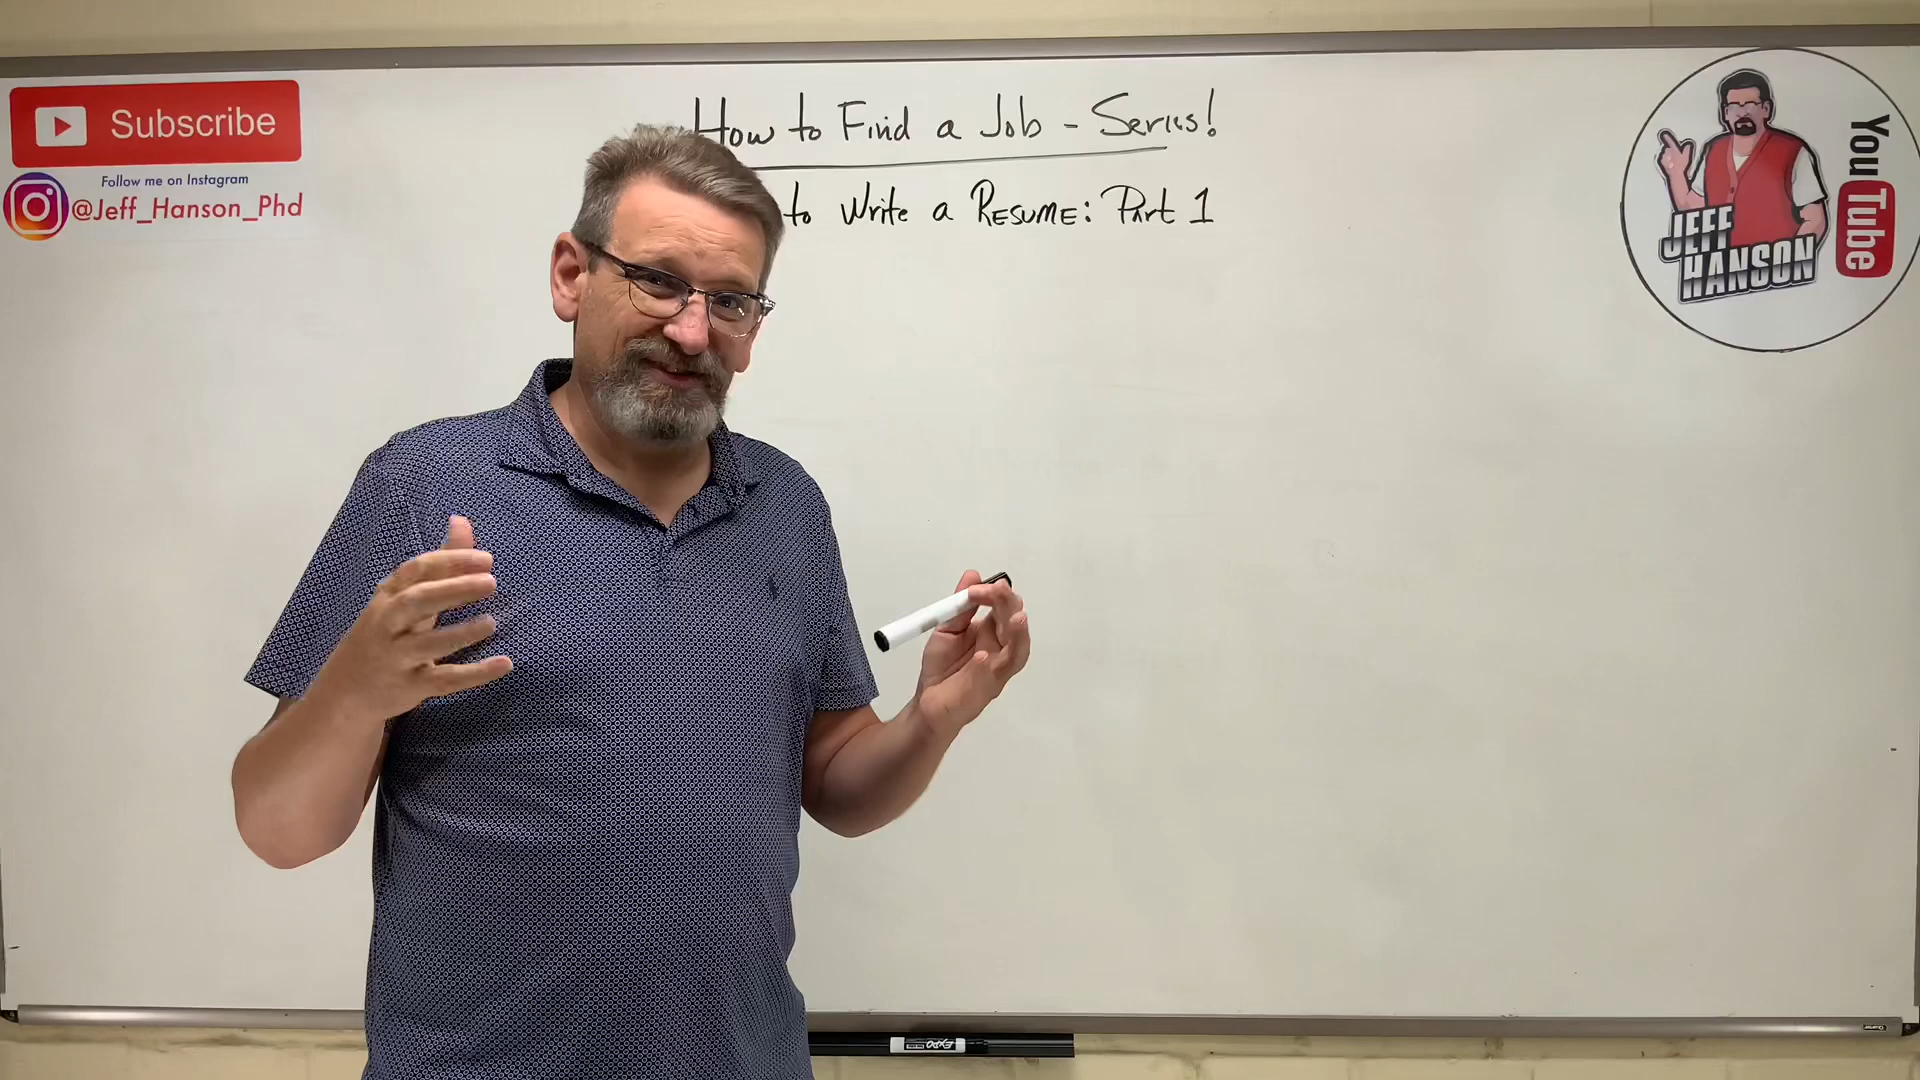 Subscribe
Follow me on Instagram
@Jeff_Hanson_Phd
How to Find a Job - Series!
to Write a RESUME: Part 1
JEFF
HANSON
YouTube
EXPO